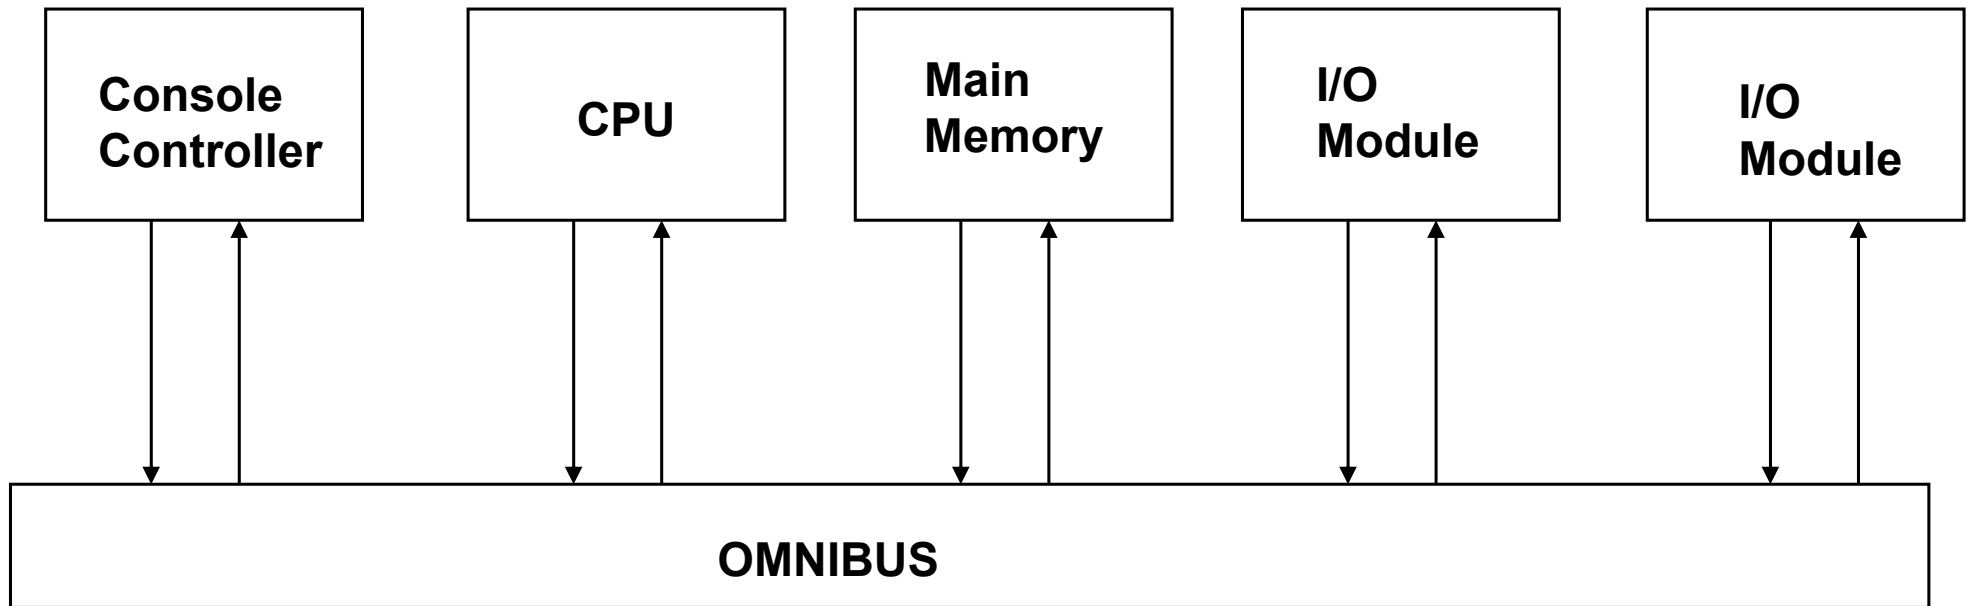 Console
Controller
CPU
Main
Memory
I/O
Module
I/O
Module
OMNIBUS